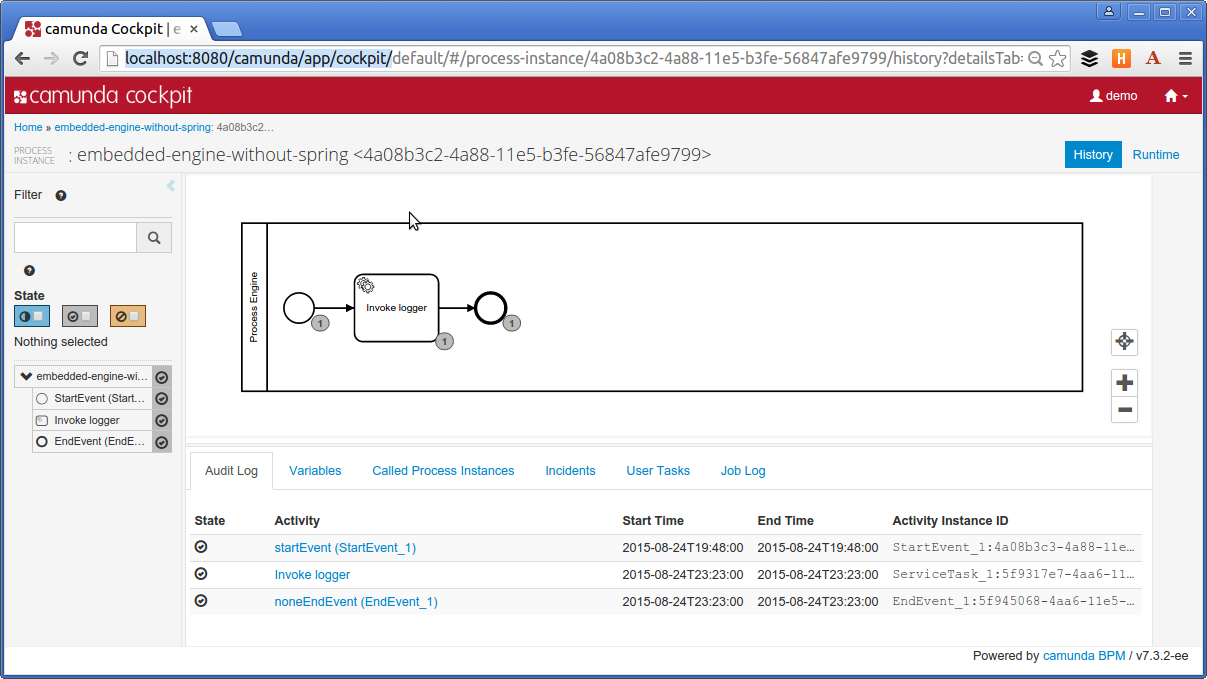 camunda Cockpit | e
localhost:8080/camunda/app/cockpit/default/#/process-instance/4a08b3c2-4a88-11e5-b3fe-56847afe9799/history?detailsTab:
H A
camunda cockpit
demo
Home » embedded-engine-without-spring: 4a08b3c2...
PROCESS
INSTANCE
: embedded-engine-without-spring <4a08b3c2-4a88-11e5-b3fe-56847afe9799>
History Runtime
Filter ?
?
State
Nothing selected
embedded-engine-wi...
StartEvent (Start...
Invoke logger
EndEvent (EndE...
Process Engine
Invoke logger
1
1
1
Audit Log Variables Called Process Instances Incidents User Tasks Job Log
State Activity Start Time End Time Activity Instance ID
startEvent (StartEvent_1) 2015-08-24T19:48:00 2015-08-24T19:48:00 StartEvent_1:4a08b3c3-4a88-11e...
Invoke logger 2015-08-24T23:23:00 2015-08-24T23:23:00 ServiceTask_1:5f9317e7-4aa6-11...
noneEndEvent (EndEvent_1) 2015-08-24T23:23:00 2015-08-24T23:23:00 EndEvent_1:5f945068-4aa6-11e5-...
Powered by camunda BPM / v7.3.2-ee